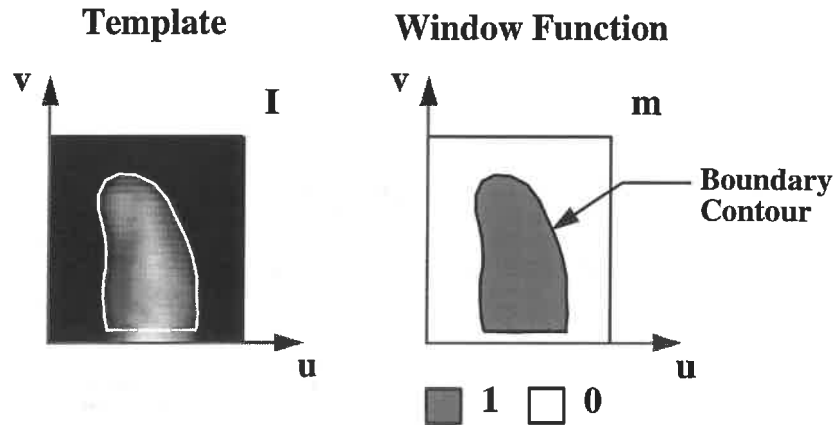 Template
Window Function
v
I
u
v
m
Boundary
Contour
u
1 0